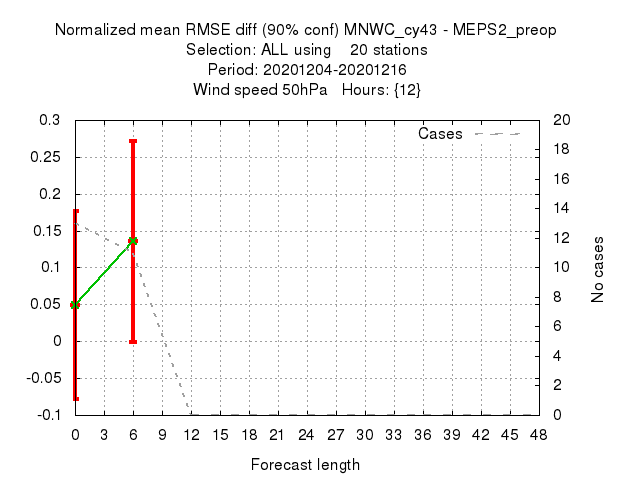 Normalized mean RMSE diff (90% conf) MNWC_cy43 - MEPS2_preop
Selection: ALL using    20 stations
Period: 20201204-20201216
Wind speed 50hPa   Hours: {12}
Cases
0.3
0.25
0.2
0.15
0.1
0.05
0
-0.05
-0.1
20
18
16
14
12
10
8
6
4
2
0
No cases
0 3 6 9 12 15 18 21 24 27 30 33 36 39 42 45 48
Forecast length